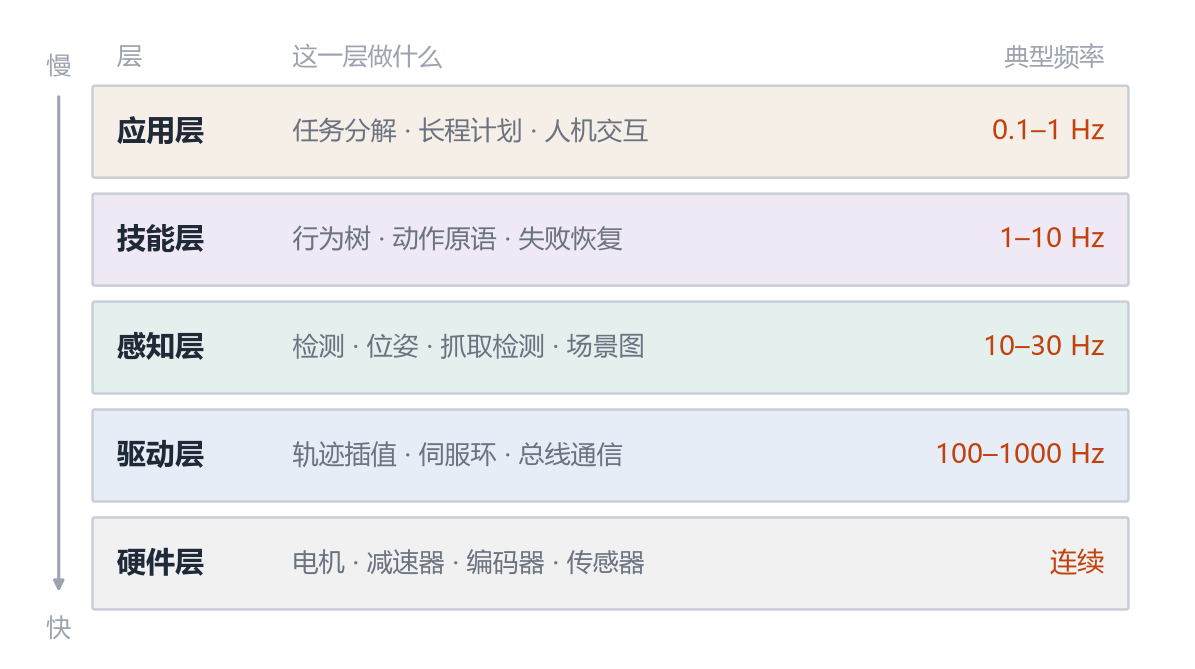 慢
层 这一层做什么 典型频率
应用层 任务分解 · 长程计划 · 人机交互 0.1–1 Hz
技能层 行为树 · 动作原语 · 失败恢复 1–10 Hz
感知层 检测 · 位姿 · 抓取检测 · 场景图 10–30 Hz
驱动层 轨迹插值 · 伺服环 · 总线通信 100–1000 Hz
硬件层 电机 · 减速器 · 编码器 · 传感器 连续
快